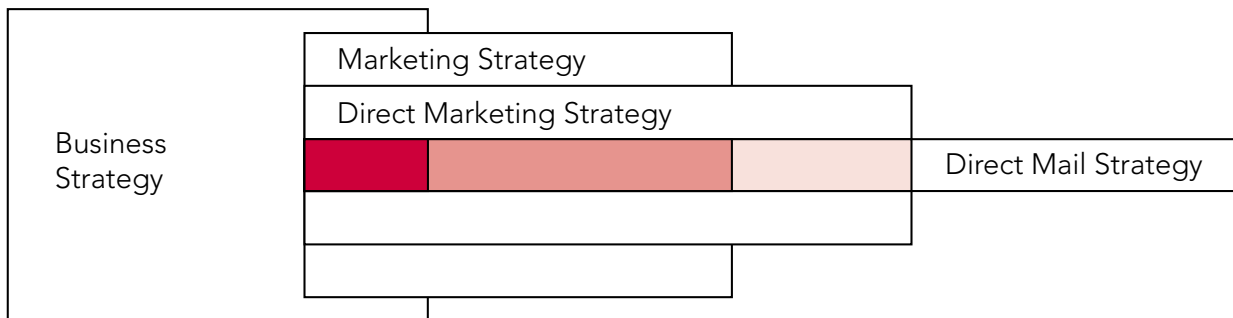 Marketing Strategy
Direct Marketing Strategy
Business
Strategy
Direct Mail Strategy